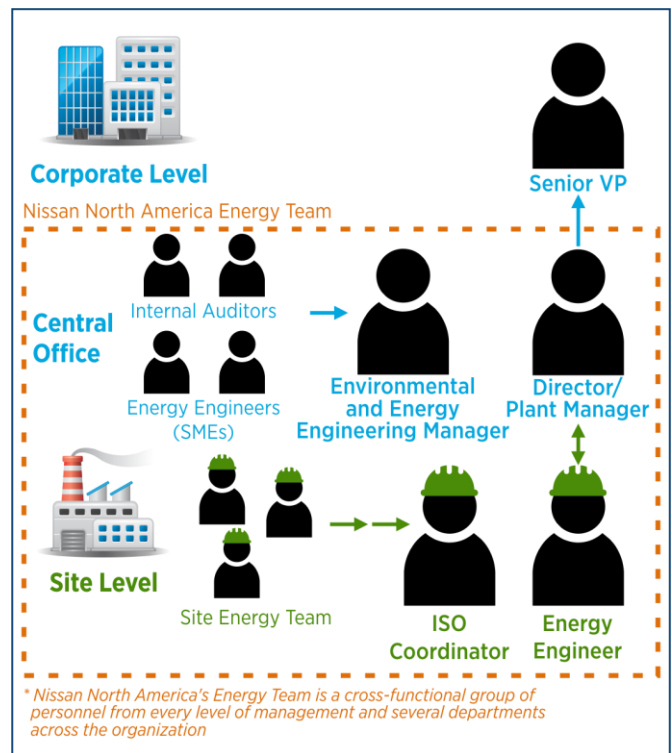 Corporate Level
Senior VP
Nissan North America Energy Team
Central
Office
Internal Auditors
Energy Engineers
(SMEs)
Environmental
and Energy
Engineering Manager
Director/
Plant Manager
Site Level
Site Energy Team
ISO
Coordinator
Energy
Engineer
* Nissan North America's Energy Team is a cross-functional group of
personnel from every level of management and several departments
across the organization